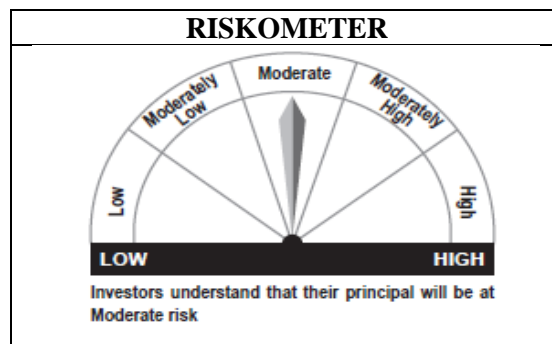 RISKOMETER
Moderate
Moderately
Low
Moderately
High
Low
High
LOW
HIGH
Investors understand that their principal will be at
Moderate risk